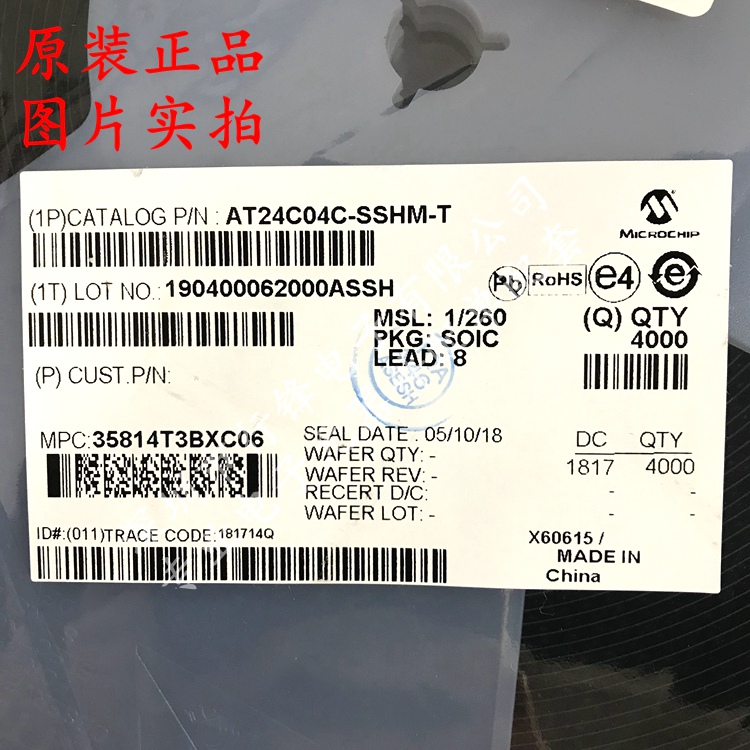 原装正品
图片实拍
(1P)CATALOG P/N : AT24C04C-SSHM-T
MICROCHIP
(1T) LOT NO.: 190400062000ASSH
Pb RoHS e4 e
MSL: 1/260
PKG: SOIC
LEAD: 8
(Q) QTY
4000
(P) CUST.P/N:
MPC:35814T3BXC06
SEAL DATE : 05/10/18
WAFER QTY: -
WAFER REV: -
RECERT D/C:
WAFER LOT: -
DC QTY
1817 4000
- -
- -
ID#:(011)TRACE CODE:181714Q
X60615 /
MADE IN
China